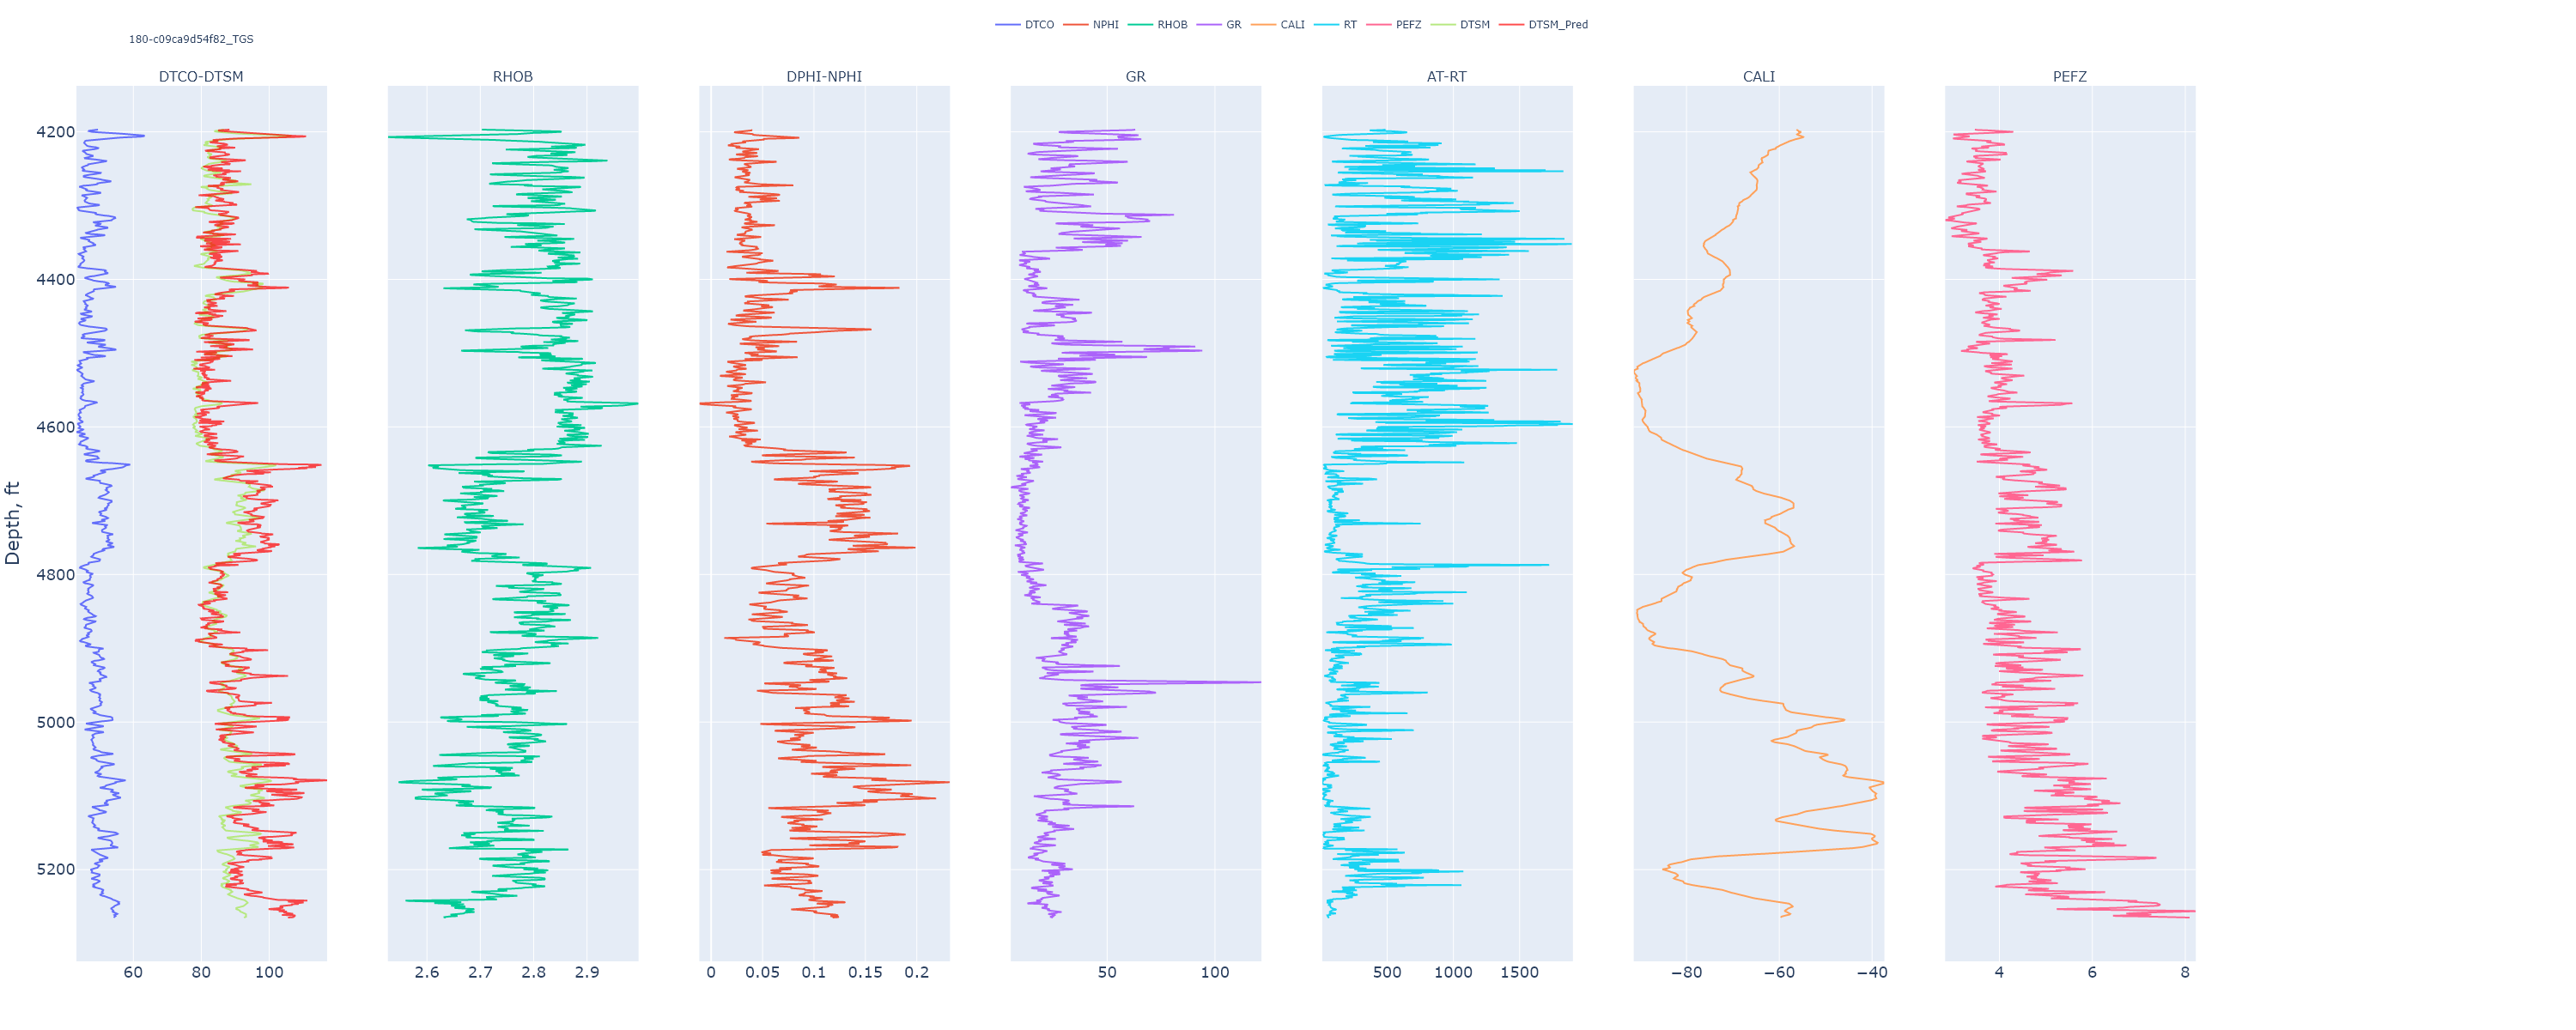 DTCO NPHI RHOB GR CALI RT PEFZ DTSM DTSM_Pred
180-c09ca9d54f82_TGS
DTCO-DTSM RHOB DPHI-NPHI GR AT-RT CALI PEFZ
4200
4400
4600
4800
5000
5200
Depth, ft
60 80 100 2.6 2.7 2.8 2.9 0 0.05 0.1 0.15 0.2 50 100 500 1000 1500 −80 −60 −40 4 6 8